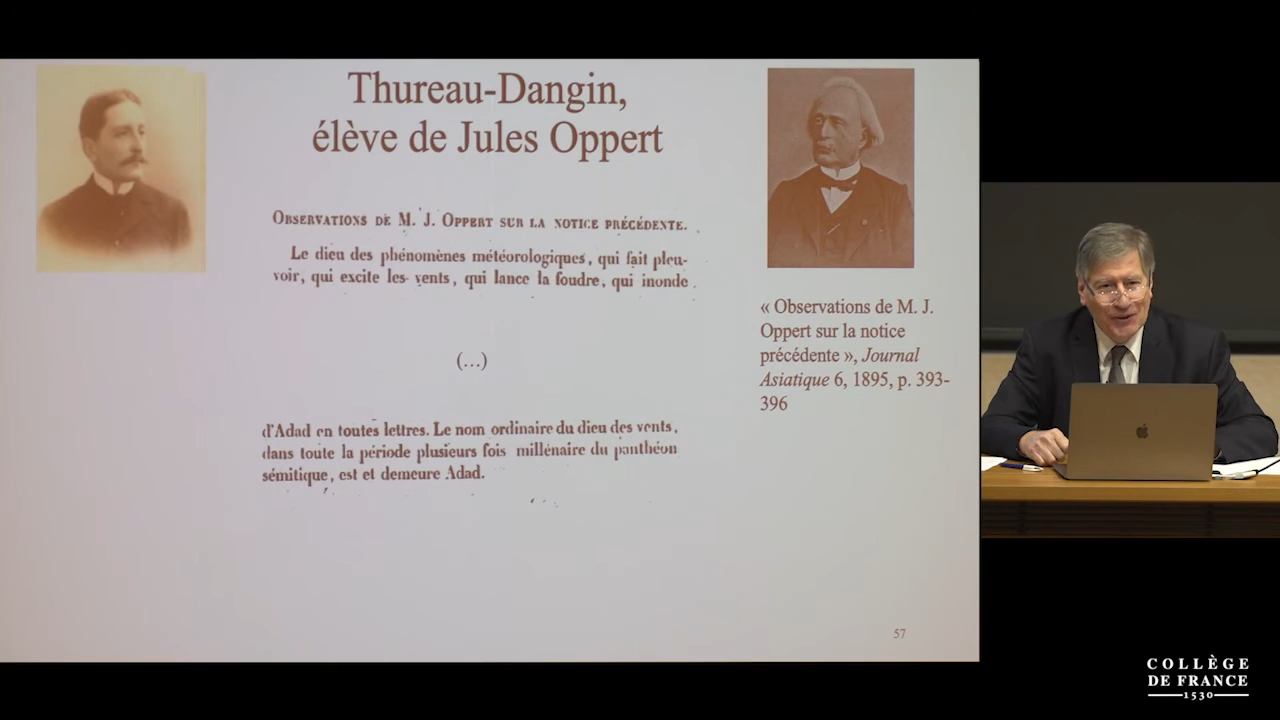 Thureau-Dangin,
élève de Jules Oppert
OBSERVATIONS DE M. J. OPPERT SUR LA NOTICE PRÉCÉDENTE.
Le dieu des phénomènes météorologiques, qui fait pleu-
voir, qui excite les vents, qui lance la foudre, qui inonde
(...)
d'Adad en toutes lettres. Le nom ordinaire du dieu des vents,
dans toute la période plusieurs fois millénaire du panthéon
sémitique, est et demeure Adad.
« Observations de M. J.
Oppert sur la notice
précédente », Journal
Asiatique 6, 1895, p. 393-
396
57
COLLÈGE
DE FRANCE
1530